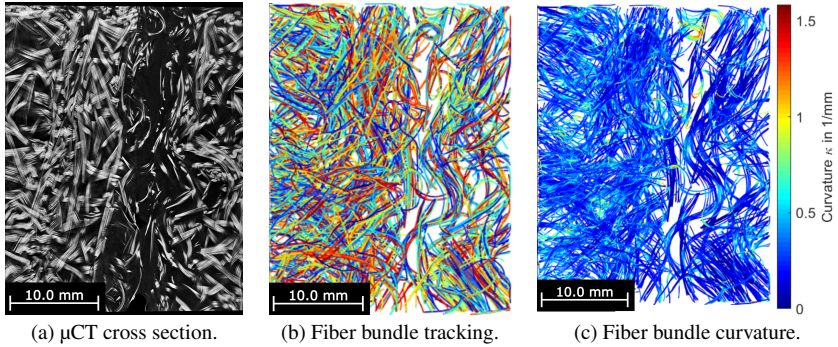 10.0 mm
(a) µCT cross section.
10.0 mm
(b) Fiber bundle tracking.
10.0 mm
(c) Fiber bundle curvature.
1.5
1
0.5
0
Curvature κ in 1/mm